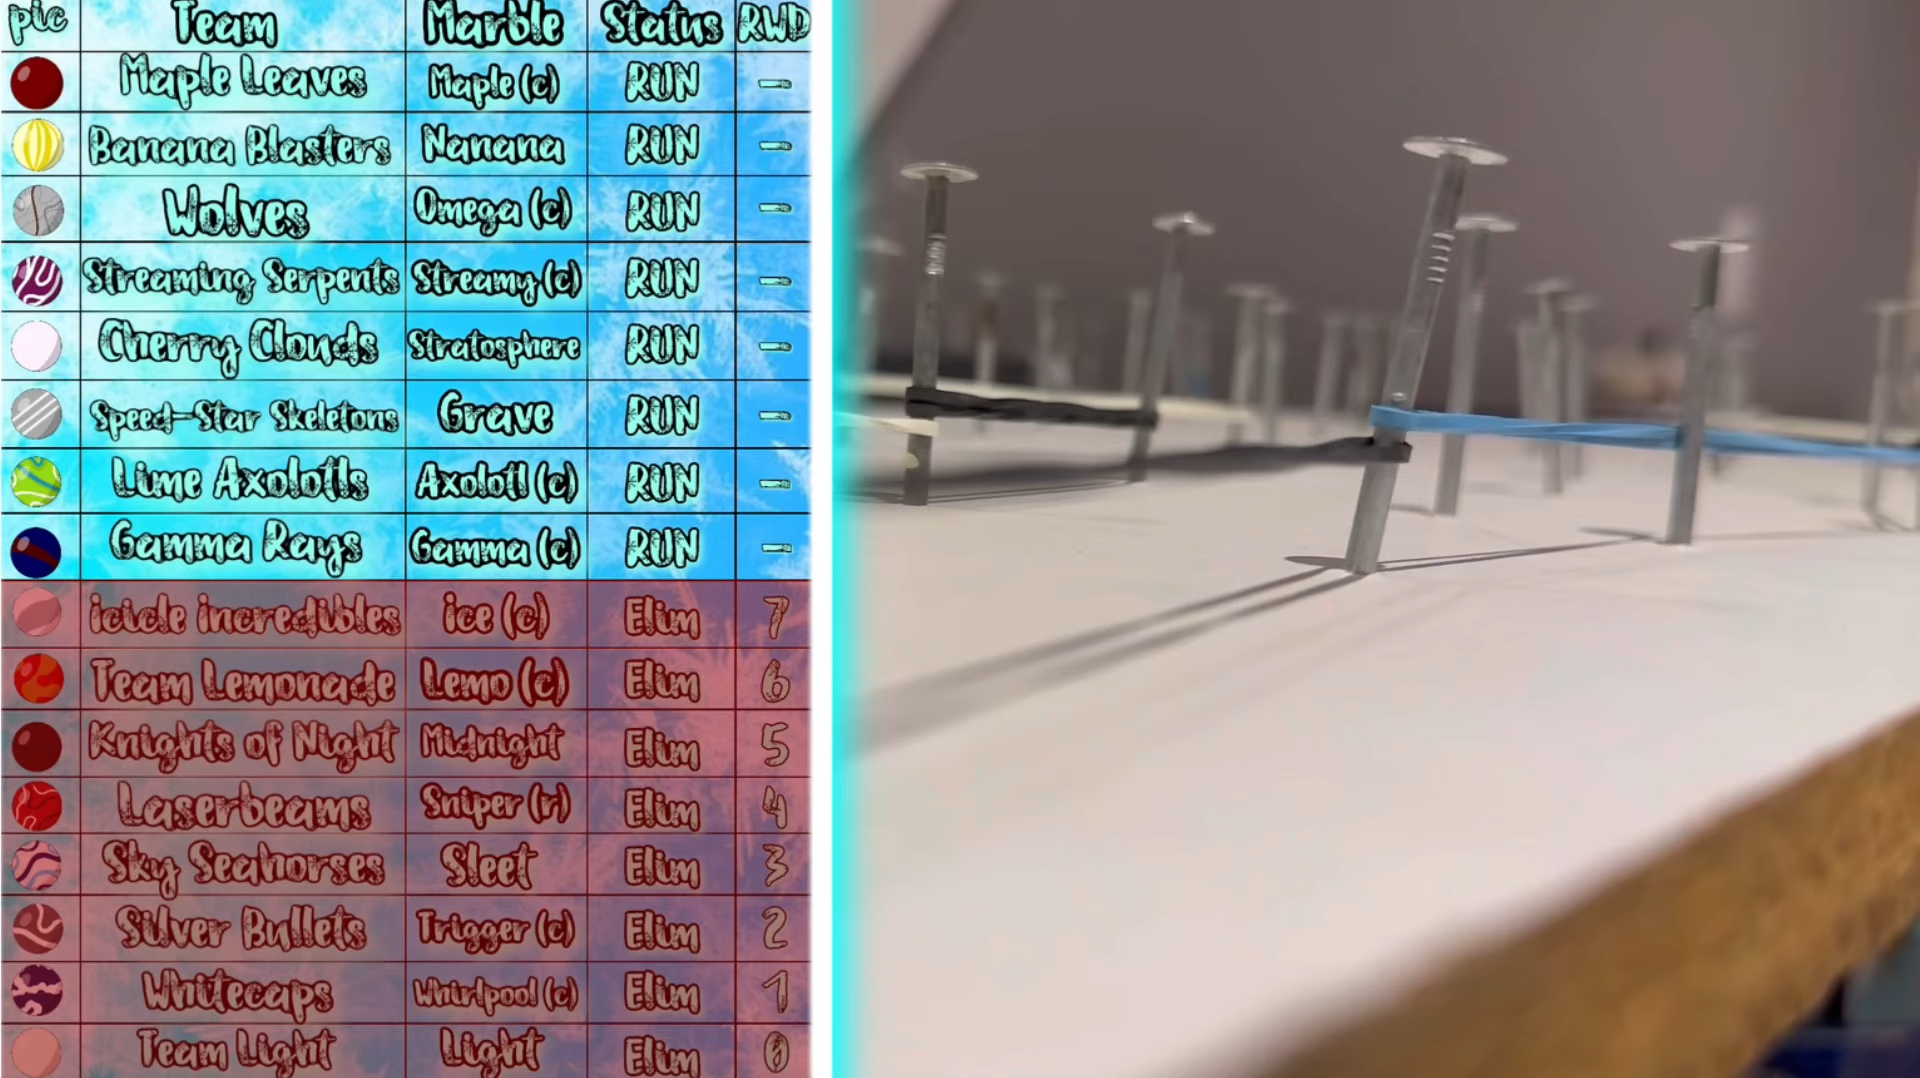 pic Team Marble Status RWD
Maple Leaves Maple (c) RUN -
Banana Blasters Nanana RUN -
Wolves Omega (c) RUN -
Streaming Serpents Streamy (c) RUN -
Cherry Clouds Stratosphere RUN -
Speed-Star Skeletons Grave RUN -
Lime Axolotls Axolotl (c) RUN -
Gamma Rays Gamma (c) RUN -
icicle incredibles ice (c) Elim 7
Team Lemonade Lemo (c) Elim 6
Knights of Night Midnight Elim 5
Laserbeams Sniper (r) Elim 4
Sky Seahorses Sleet Elim 3
Silver Bullets Trigger (c) Elim 2
Whitecaps Whirlpool (c) Elim 1
Team Light Light Elim 0